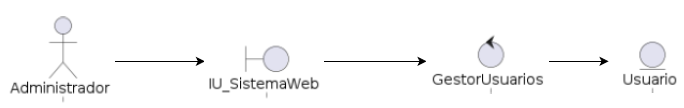 Administrador
IU_SistemaWeb
GestorUsuarios
Usuario